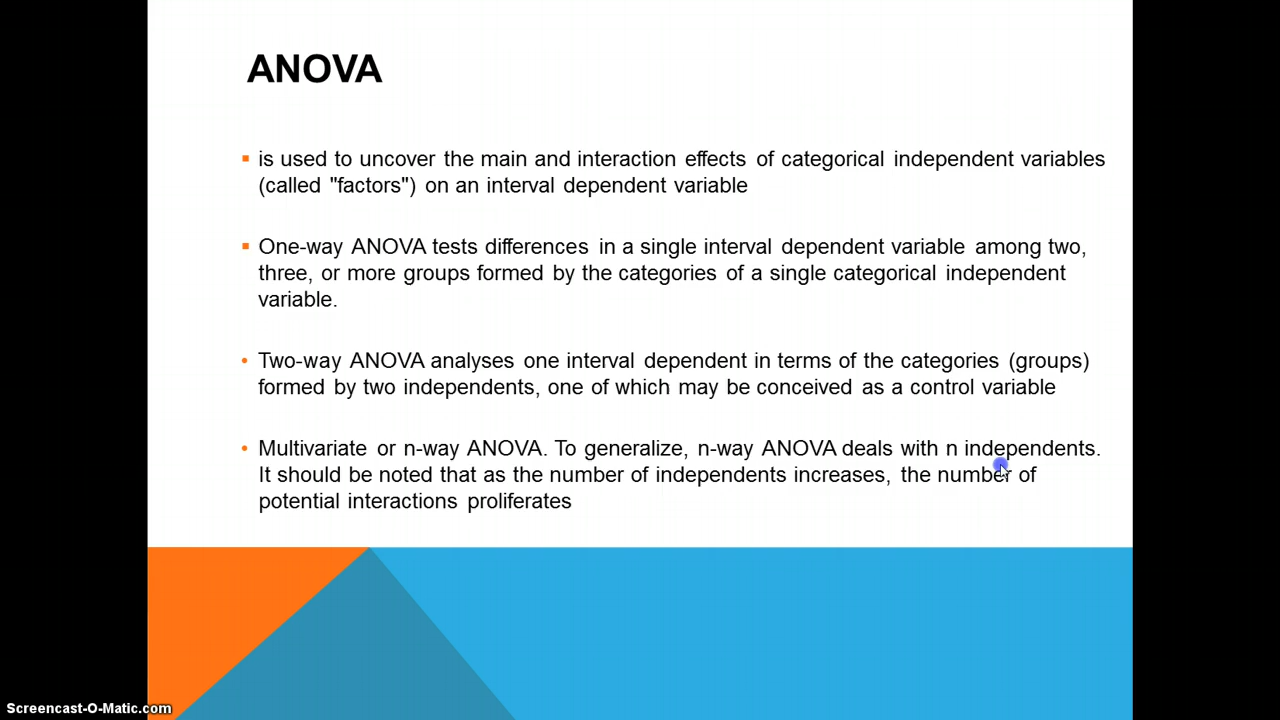 ANOVA
is used to uncover the main and interaction effects of categorical independent variables
(called "factors") on an interval dependent variable
One-way ANOVA tests differences in a single interval dependent variable among two,
three, or more groups formed by the categories of a single categorical independent
variable.
Two-way ANOVA analyses one interval dependent in terms of the categories (groups)
formed by two independents, one of which may be conceived as a control variable
Multivariate or n-way ANOVA. To generalize, n-way ANOVA deals with n independents.
It should be noted that as the number of independents increases, the number of
potential interactions proliferates
Screencast-O-Matic.com